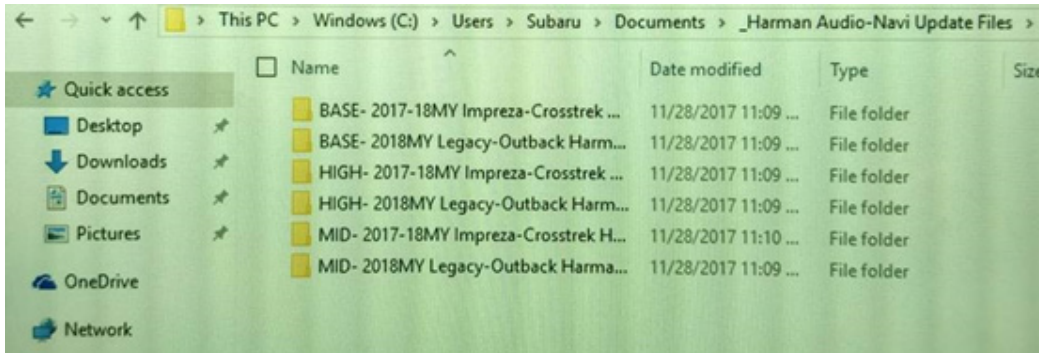 This PC > Windows (C:) > Users > Subaru > Documents > _Harman Audio-Navi Update Files >
Name Date modified Type Size
Quick access
Desktop
Downloads
Documents
Pictures
OneDrive
Network
BASE- 2017-18MY Impreza-Crosstrek ... 11/28/2017 11:09 ... File folder
BASE- 2018MY Legacy-Outback Harm... 11/28/2017 11:09 ... File folder
HIGH- 2017-18MY Impreza-Crosstrek ... 11/28/2017 11:09 ... File folder
HIGH- 2018MY Legacy-Outback Harm... 11/28/2017 11:09 ... File folder
MID- 2017-18MY Impreza-Crosstrek H... 11/28/2017 11:10 ... File folder
MID- 2018MY Legacy-Outback Harma... 11/28/2017 11:09 ... File folder